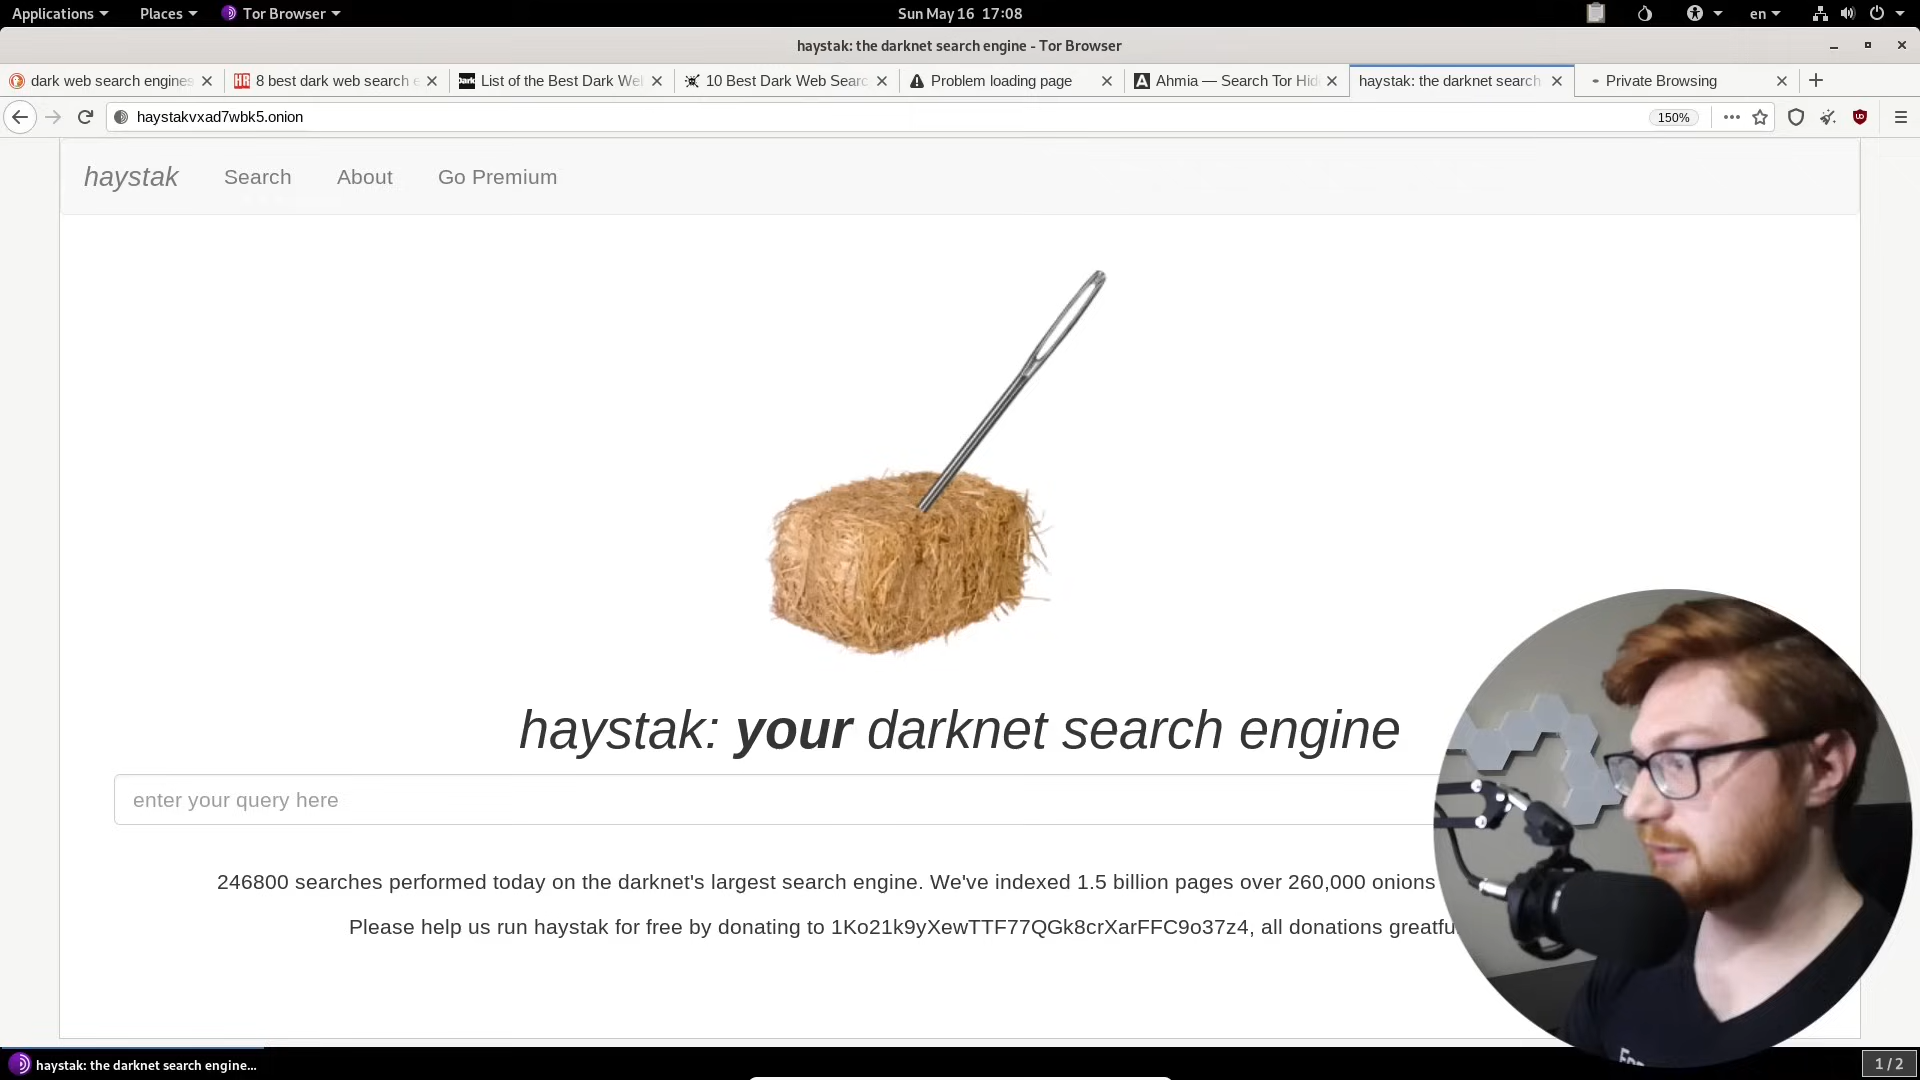 Applications Places Tor Browser Sun May 16 17:08 en
haystak: the darknet search engine - Tor Browser
dark web search engines 8 best dark web search e List of the Best Dark Wel 10 Best Dark Web Searc Problem loading page Ahmia — Search Tor Hid haystak: the darknet search Private Browsing
haystakvxad7wbk5.onion 150%
haystak Search About Go Premium
haystak: your darknet search engine
enter your query here
246800 searches performed today on the darknet's largest search engine. We've indexed 1.5 billion pages over 260,000 onions
Please help us run haystak for free by donating to 1Ko21k9yXewTTF77QGk8crXarFFC9o37z4, all donations greatfu
haystak: the darknet search engine... 1 / 2